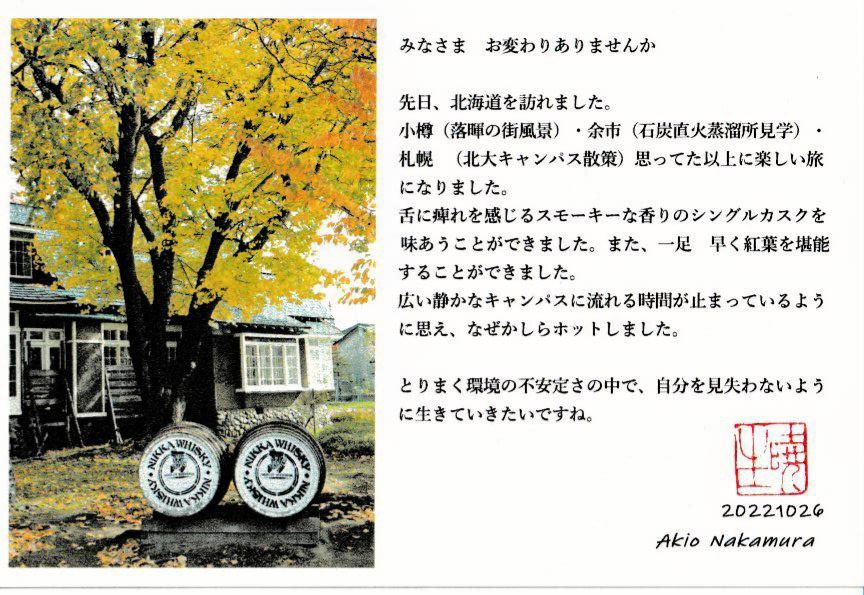 みなさま　お変わりありませんか
先日、北海道を訪れました。
小樽（落暉の街風景）・余市（石炭直火蒸溜所見学）・
札幌　（北大キャンパス散策）思ってた以上に楽しい旅
になりました。
舌に痺れを感じるスモーキーな香りのシングルカスクを
味あうことができました。また、一足　早く紅葉を堪能
することができました。
広い静かなキャンパスに流れる時間が止まっているよう
に思え、なぜかしらホットしました。
とりまく環境の不安定さの中で、自分を見失わないよう
に生きていきたいですね。
20221026
Akio Nakamura
NIKKA WHISKY・NIKKA WHISKY・
NIKKA WHISKY・NIKKA WHISKY・